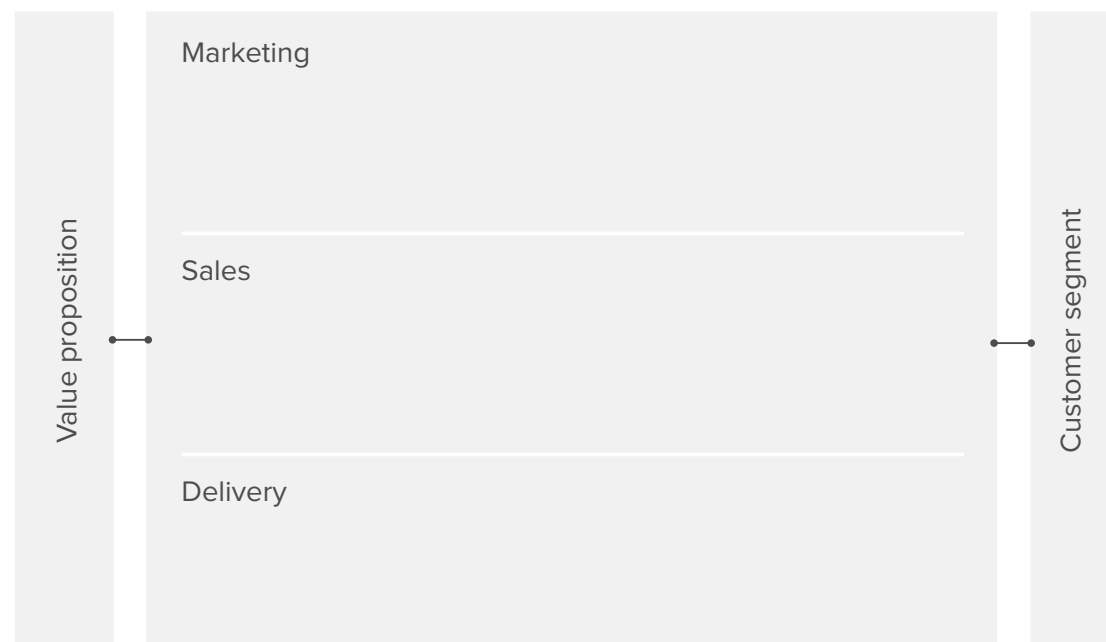 Value proposition
Marketing
Sales
Delivery
Customer segment